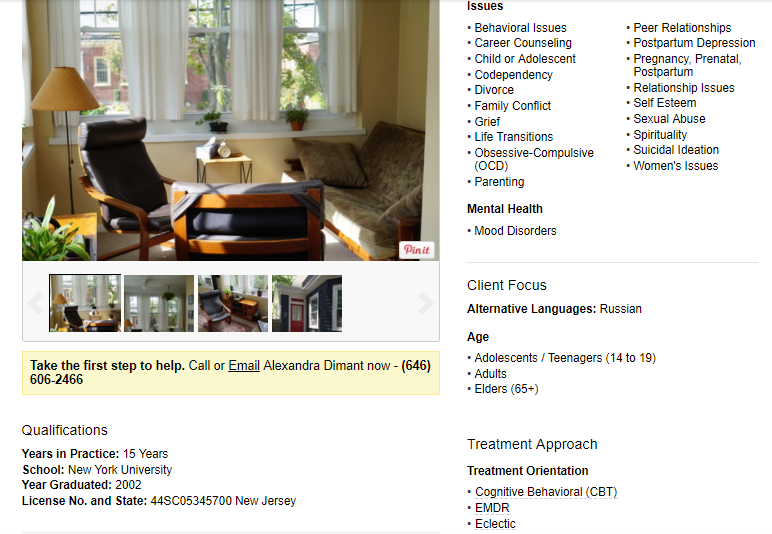 Pin it
Take the first step to help. Call or Email Alexandra Dimant now - (646)
606-2466
Qualifications
Years in Practice: 15 Years
School: New York University
Year Graduated: 2002
License No. and State: 44SC05345700 New Jersey
Issues
• Behavioral Issues
• Career Counseling
• Child or Adolescent
• Codependency
• Divorce
• Family Conflict
• Grief
• Life Transitions
• Obsessive-Compulsive
(OCD)
• Parenting
• Peer Relationships
• Postpartum Depression
• Pregnancy, Prenatal,
Postpartum
• Relationship Issues
• Self Esteem
• Sexual Abuse
• Spirituality
• Suicidal Ideation
• Women's Issues
Mental Health
• Mood Disorders
Client Focus
Alternative Languages: Russian
Age
• Adolescents / Teenagers (14 to 19)
• Adults
• Elders (65+)
Treatment Approach
Treatment Orientation
• Cognitive Behavioral (CBT)
• EMDR
• Eclectic